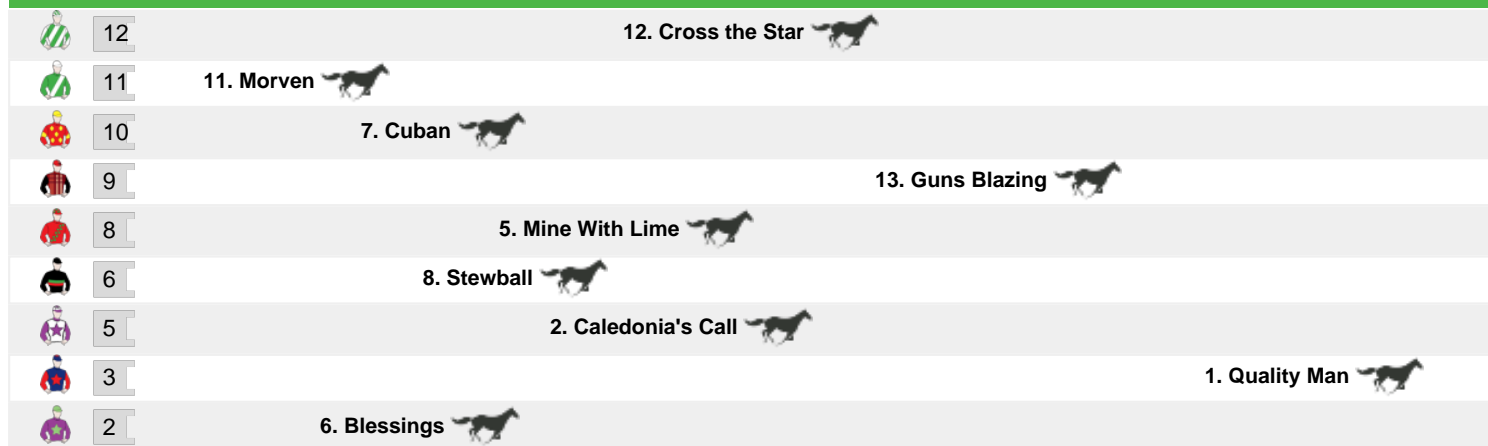 12 12. Cross the Star
11 11. Morven
10 7. Cuban
9 13. Guns Blazing
8 5. Mine With Lime
6 8. Stewball
5 2. Caledonia's Call
3 1. Quality Man
2 6. Blessings